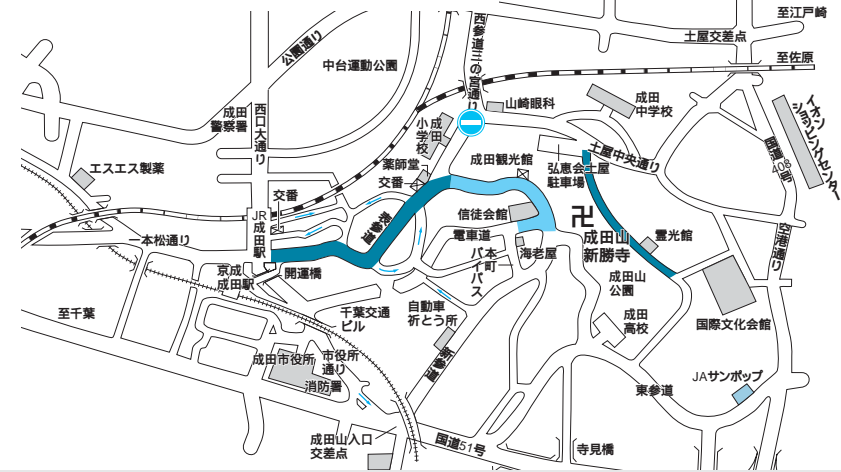 至江戸崎
土屋交差点
至佐原
公園通り
中台運動公園
西参道三の宮通り
成田
警察署
西口大通り
山崎眼科
成田
中学校
イオン
ショッピングセンター
成田
小学校
土屋中央通り
国道408号
成田観光館
弘恵会土屋
駐車場
エスエス製薬
薬師堂
交番
交番
信徒会館
卍
成田山
新勝寺
霊光館
空港通り
JR
成田駅
表参道
電車道
一本松通り
海老屋
本町
バイパス
京成
成田駅
開運橋
成田山
公園
至千葉
千葉交通
ビル
自動車
祈とう所
成田
高校
国際文化会館
成田市役所
市役所
通り
消防署
新参道
東参道
JAサンポップ
成田山入口
交差点
国道51号
寺見橋